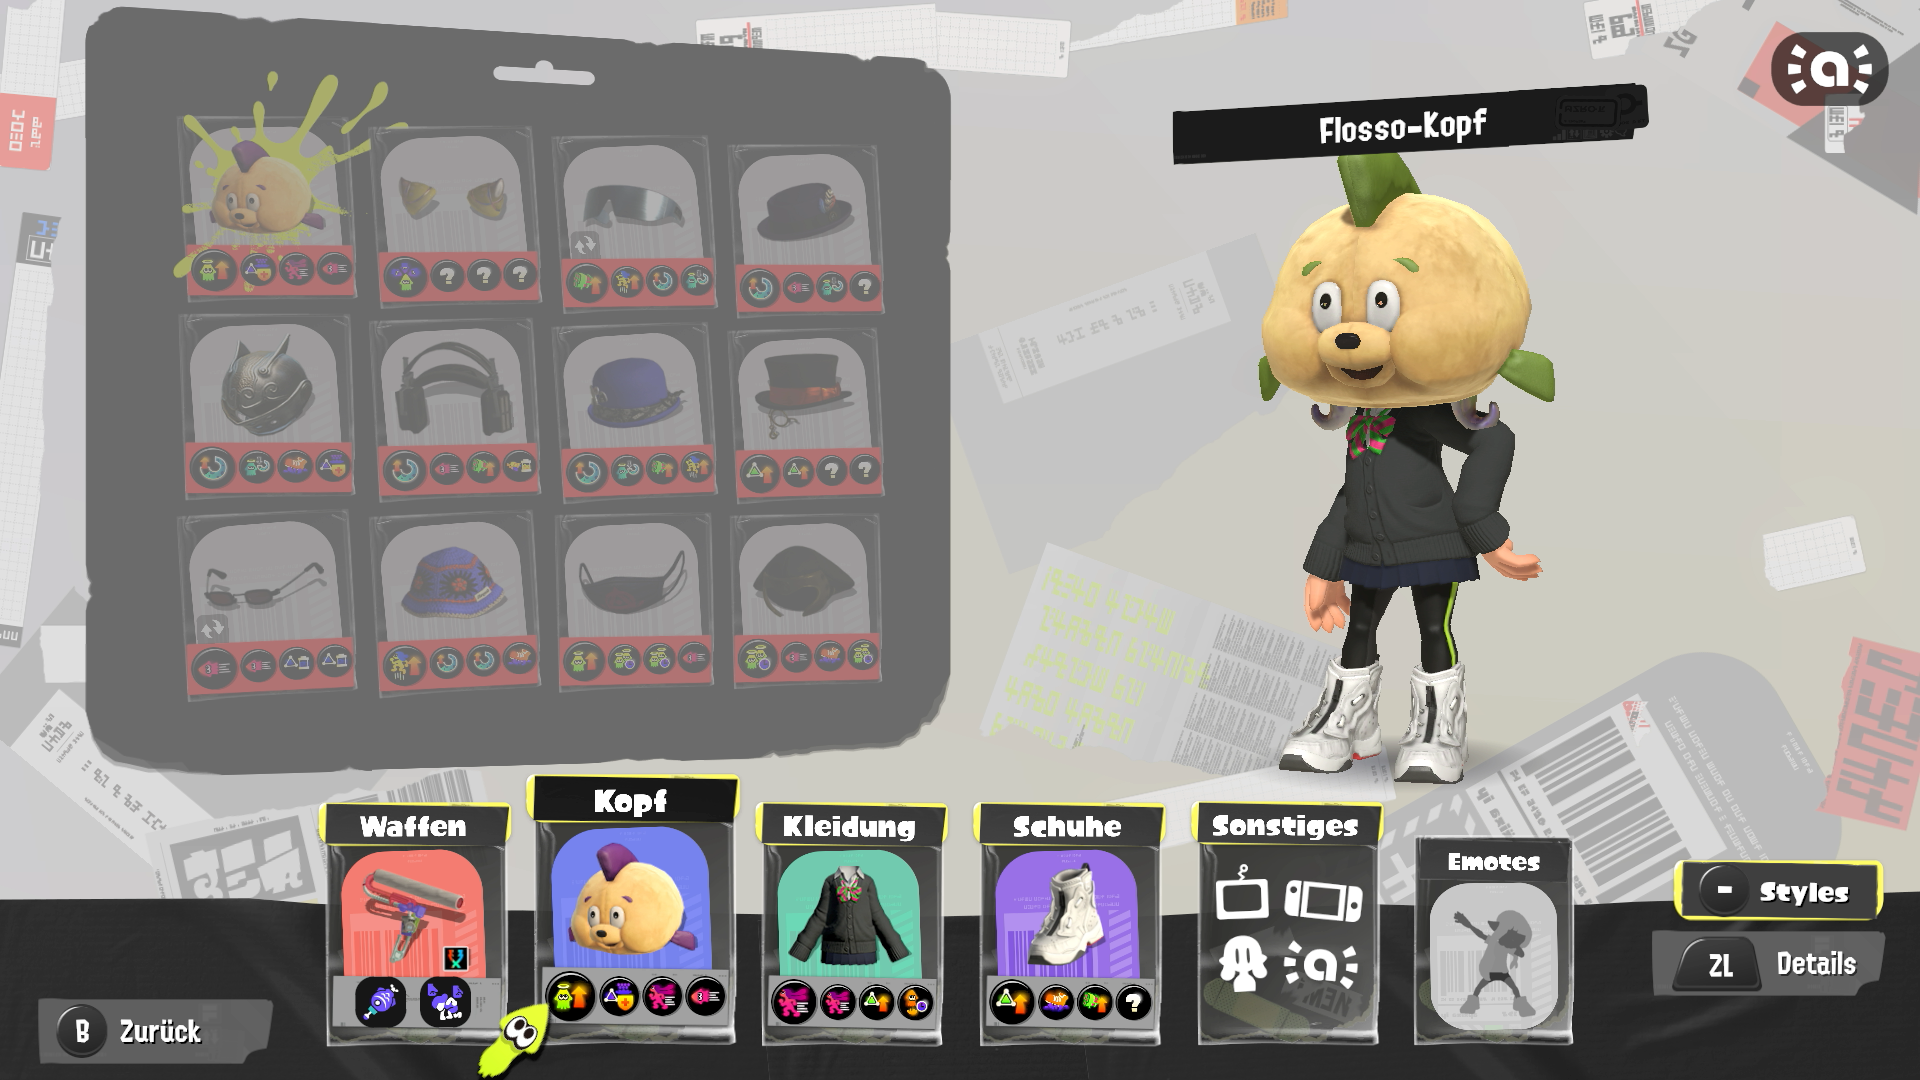 Flosso-Kopf
Kopf
Waffen
Kleidung
Schuhe
Sonstiges
Emotes
- Styles
ZL Details
B Zurück